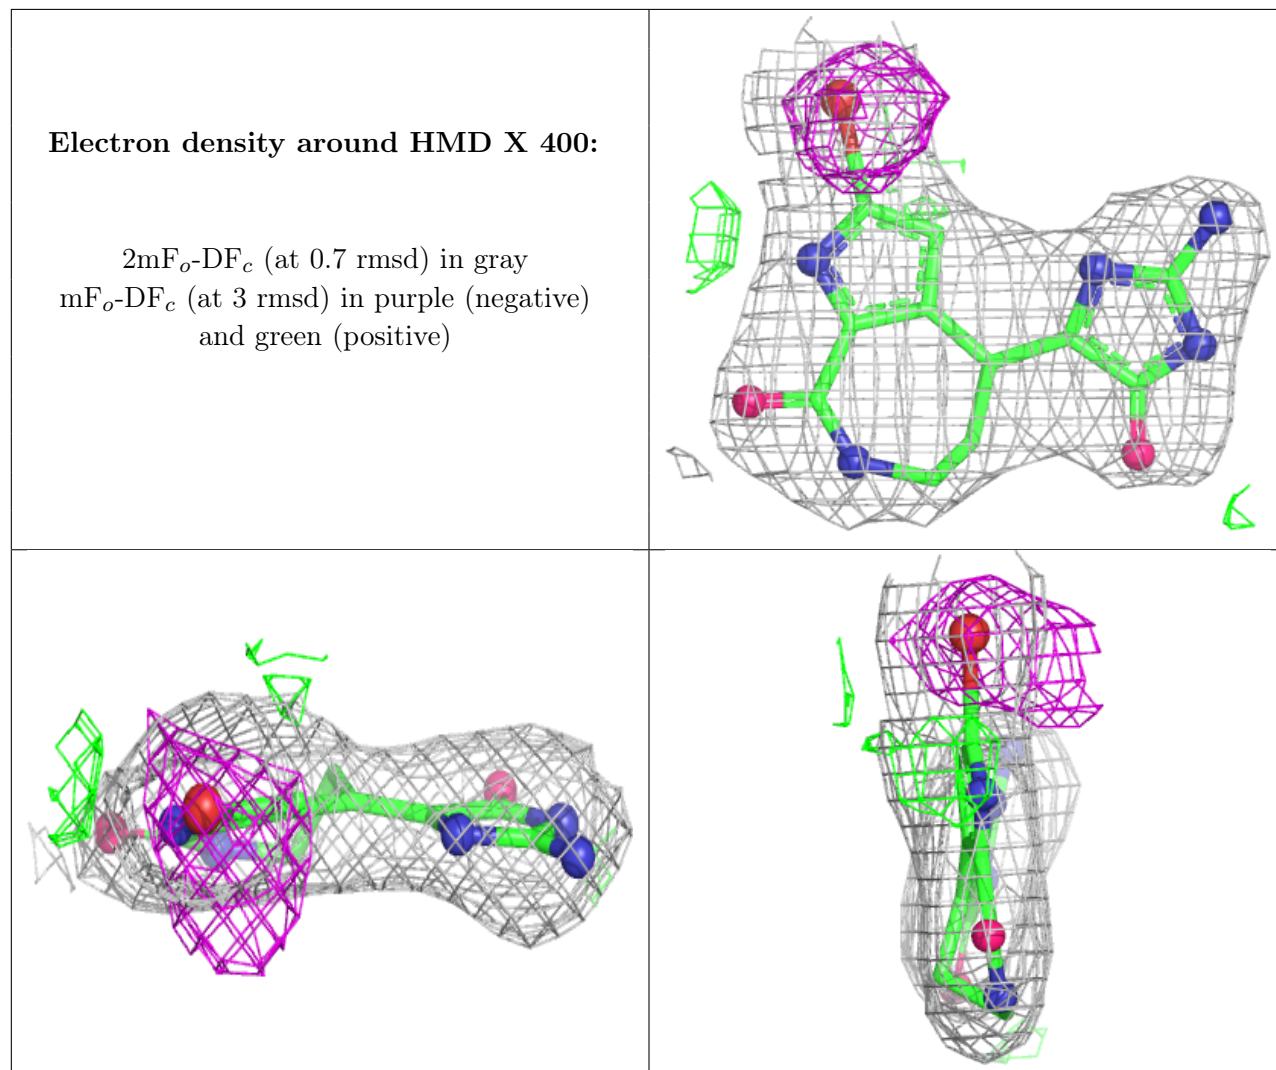 Electron density around HMD X 400:
2mFo-DFc (at 0.7 rmsd) in gray
mFo-DFc (at 3 rmsd) in purple (negative)
and green (positive)